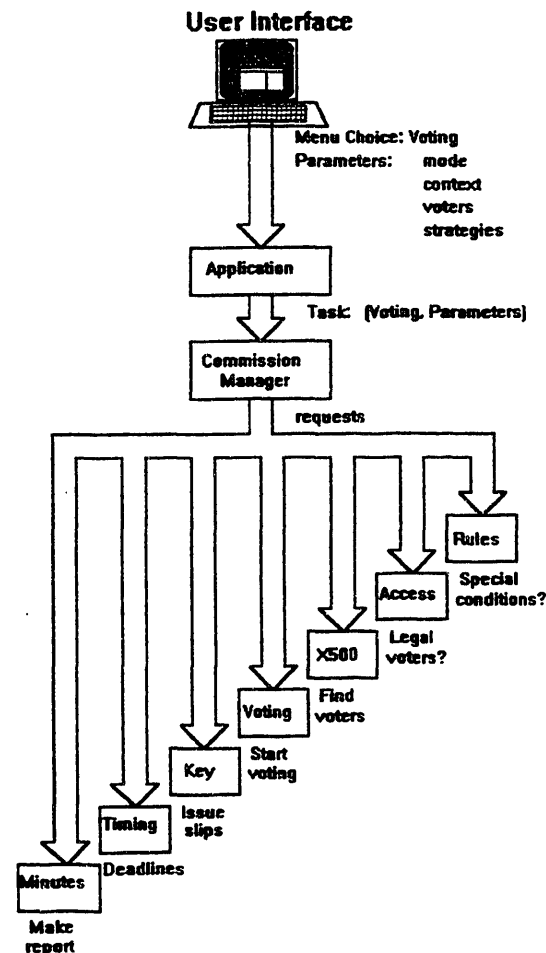 User Interface
Menu Choice: Voting
Parameters: mode
context
voters
strategies
Application
Task: (Voting, Parameters)
Commission
Manager
requests
Rules
Special
conditions?
Access
Legal
voters?
X500
Find
voters
Voting
Start
voting
Key
Issue
slips
Timing
Deadlines
Minutes
Make
report